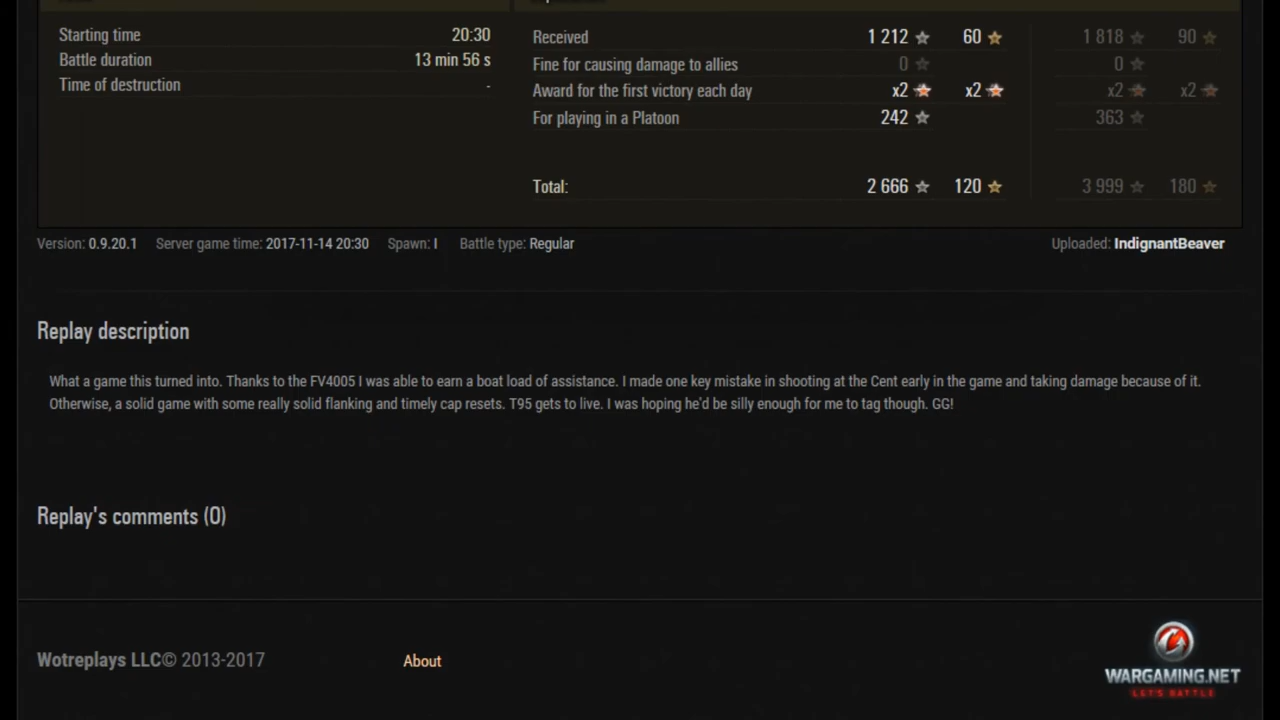 Starting time 20:30
Battle duration 13 min 56 s
Time of destruction -
Received 1 212 60 1 818 90
Fine for causing damage to allies 0 0
Award for the first victory each day x2 x2 x2 x2
For playing in a Platoon 242 363
Total: 2 666 120 3 999 180
Version: 0.9.20.1 Server game time: 2017-11-14 20:30 Spawn: I Battle type: Regular Uploaded: IndignantBeaver
Replay description
What a game this turned into. Thanks to the FV4005 I was able to earn a boat load of assistance. I made one key mistake in shooting at the Cent early in the game and taking damage because of it.
Otherwise, a solid game with some really solid flanking and timely cap resets. T95 gets to live. I was hoping he'd be silly enough for me to tag though. GG!
Replay's comments (0)
Wotreplays LLC© 2013-2017 About
WARGAMING.NET
LET'S BATTLE